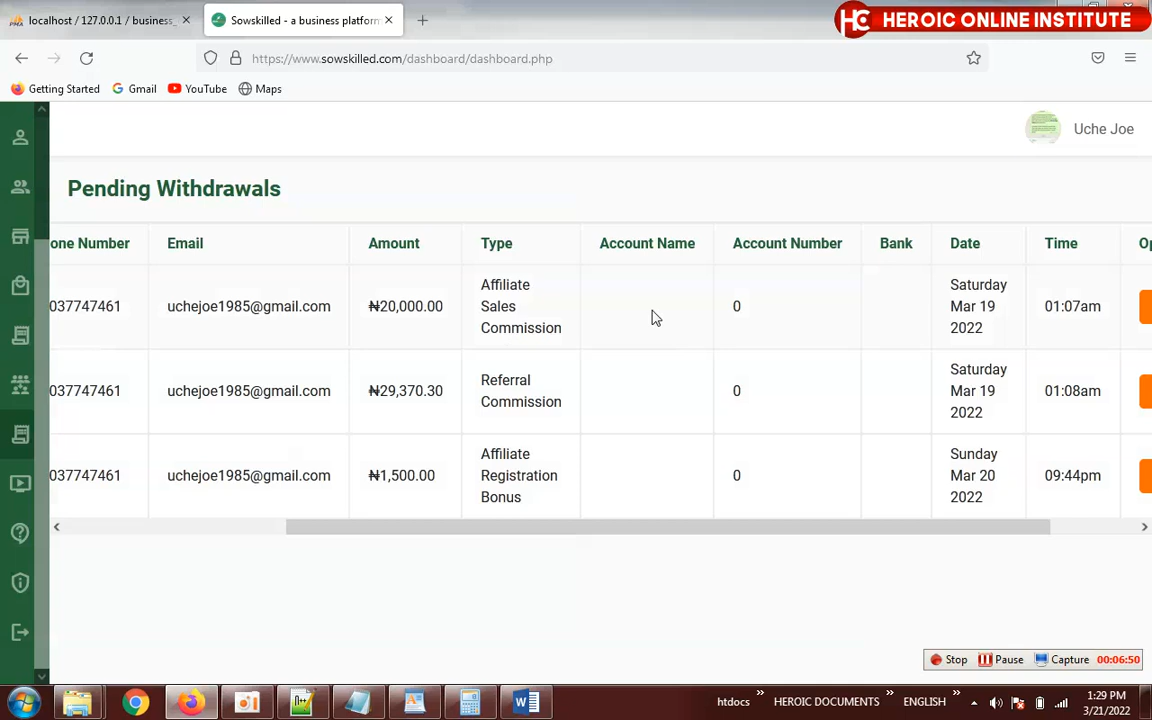 localhost / 127.0.0.1 / business_
Sowskilled - a business platform
HC HEROIC ONLINE INSTITUTE
https://www.sowskilled.com/dashboard/dashboard.php
Getting Started Gmail YouTube Maps
Uche Joe
Pending Withdrawals
one Number Email Amount Type Account Name Account Number Bank Date Time Op
037747461 uchejoe1985@gmail.com ₦20,000.00 Affiliate Sales Commission 0 Saturday Mar 19 2022 01:07am
037747461 uchejoe1985@gmail.com ₦29,370.30 Referral Commission 0 Saturday Mar 19 2022 01:08am
037747461 uchejoe1985@gmail.com ₦1,500.00 Affiliate Registration Bonus 0 Sunday Mar 20 2022 09:44pm
Stop Pause Capture 00:06:50
htdocs HEROIC DOCUMENTS ENGLISH 1:29 PM
3/21/2022